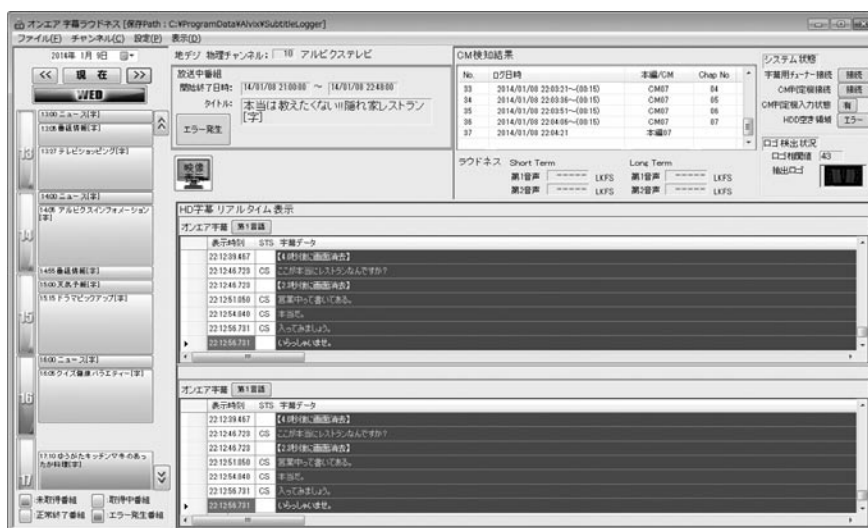 オンエア 字幕ラウドネス [保存Path : C:¥ProgramData¥Alvix¥SubtitleLogger]
ファイル(F) チャンネル(C) 設定(P) 表示(D)
2014年 1月 9日
<< 現 在 >>
WED
13
13:00 ニュース[字]
13:05 番組情報[字]
13:07 テレビショッピング[字]
14:00 ニュース[字]
14:05 アルビクスインフォメーション
[字]
14:55 番組情報[字]
15:00 天気予報[字]
15
15:15 ドラマピックアップ[字]
16:00 ニュース[字]
16:05 クイズ健康バラエティー[字]
16
17:10 ゆうがたキッチンマキのあっ
たか料理[字]
17
:未取得番組 :取得中番組
:正常終了番組 :エラー発生番組
地デジ 物理チャンネル: 10 アルビクステレビ
放送中番組
開始終了日時: 14/01/08 21:00:00 ～ 14/01/08 22:48:00
タイトル: 本当は教えたくない!!!隠れ家レストラン
[字]
エラー発生
映像
CM検知結果
No. ログ日時 本編/CM Chap No
33 2014/01/08 22:03:21～(00:15) CM07 04
34 2014/01/08 22:03:36～(00:15) CM07 05
35 2014/01/08 22:03:51～(00:15) CM07 06
36 2014/01/08 22:04:06～(00:15) CM07 07
37 2014/01/08 22:04:21 本編07
ラウドネス Short Term Long Term
第1音声 ----- LKFS 第1音声 ----- LKFS
第2音声 ----- LKFS 第2音声 ----- LKFS
システム状態
字幕用チューナー接続 接続
CM判定機接続 接続
CM判定機入力状態 有
HDD空き領域 エラー
ロゴ検出状況
ロゴ相関値 43
抽出ロゴ
HD字幕 リアルタイム表示
オンエア字幕 第1言語
表示時刻 STS 字幕データ
22:12:39.467 【4.0秒後に画面消去】
22:12:46.720 CS ここが本当にレストランなんですか?
22:12:46.720 【2.3秒後に画面消去】
22:12:51.050 CS 営業中って書いてある。
22:12:54.040 CS 本当だ。
22:12:56.731 CS 入ってみましょう。
22:12:56.731 いらっしゃいませ。
オンエア字幕 第1言語
表示時刻 STS 字幕データ
22:12:39.467 【4.0秒後に画面消去】
22:12:46.720 CS ここが本当にレストランなんですか?
22:12:46.720 【2.3秒後に画面消去】
22:12:51.050 CS 営業中って書いてある。
22:12:54.040 CS 本当だ。
22:12:56.731 CS 入ってみましょう。
22:12:56.731 いらっしゃいませ。